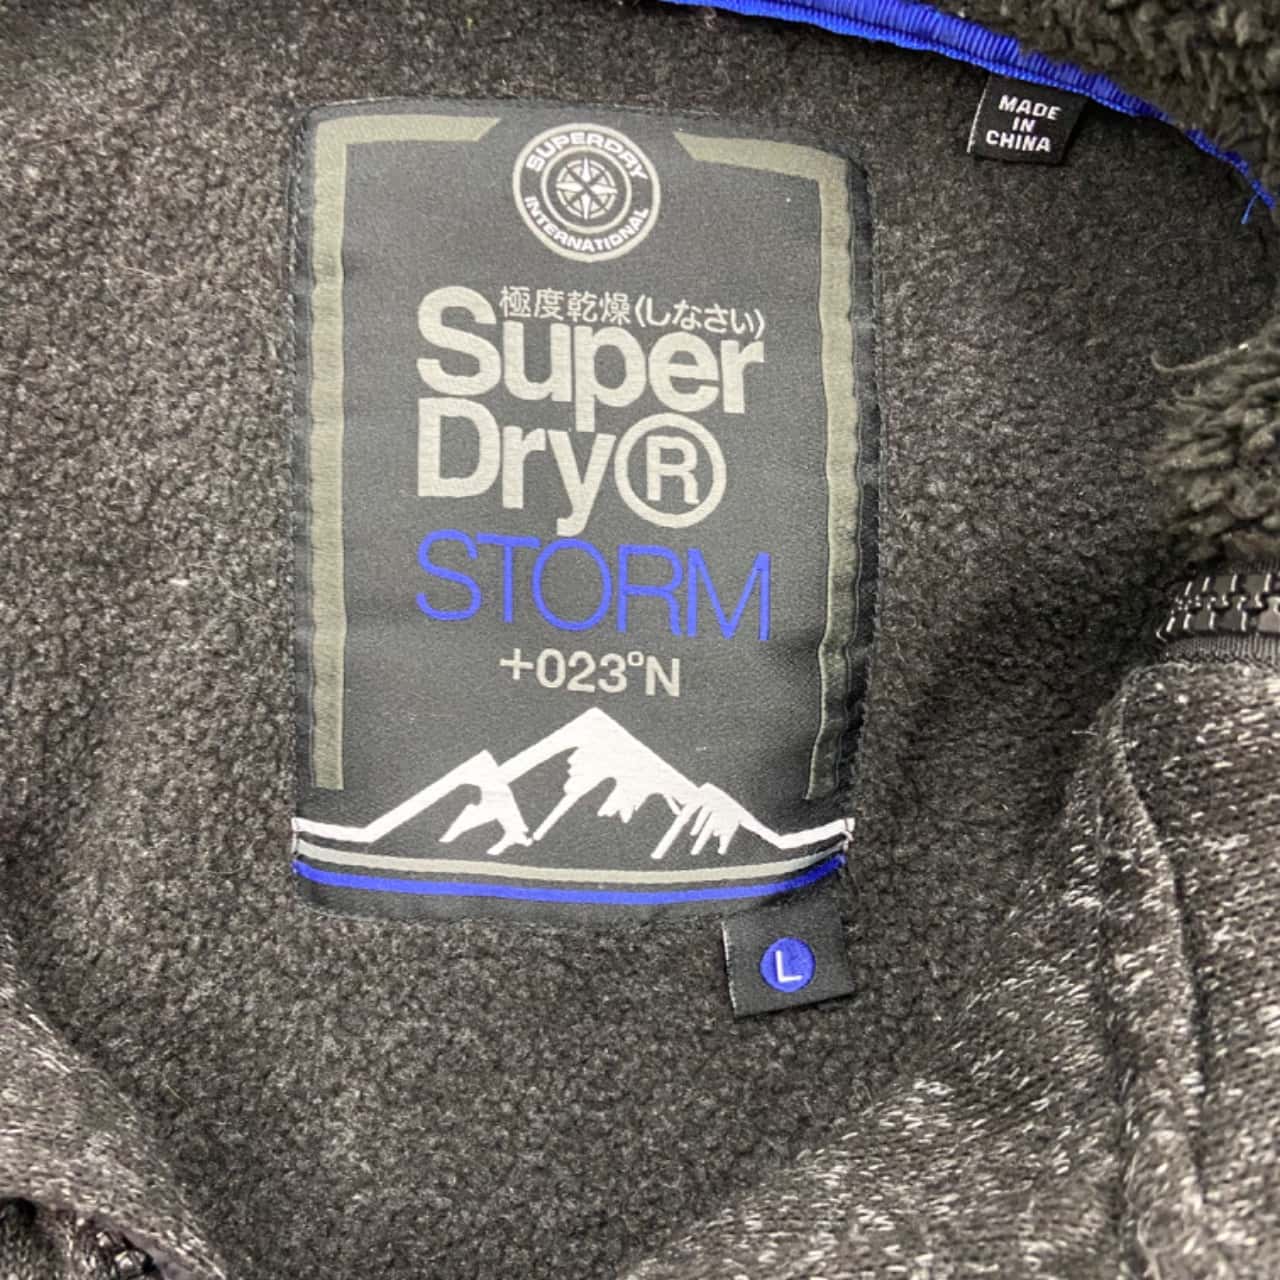 MADE
IN
CHINA
SUPERDRY
INTERNATIONAL
極度乾燥(しなさい)
Super
Dry®
STORM
+023°N
L